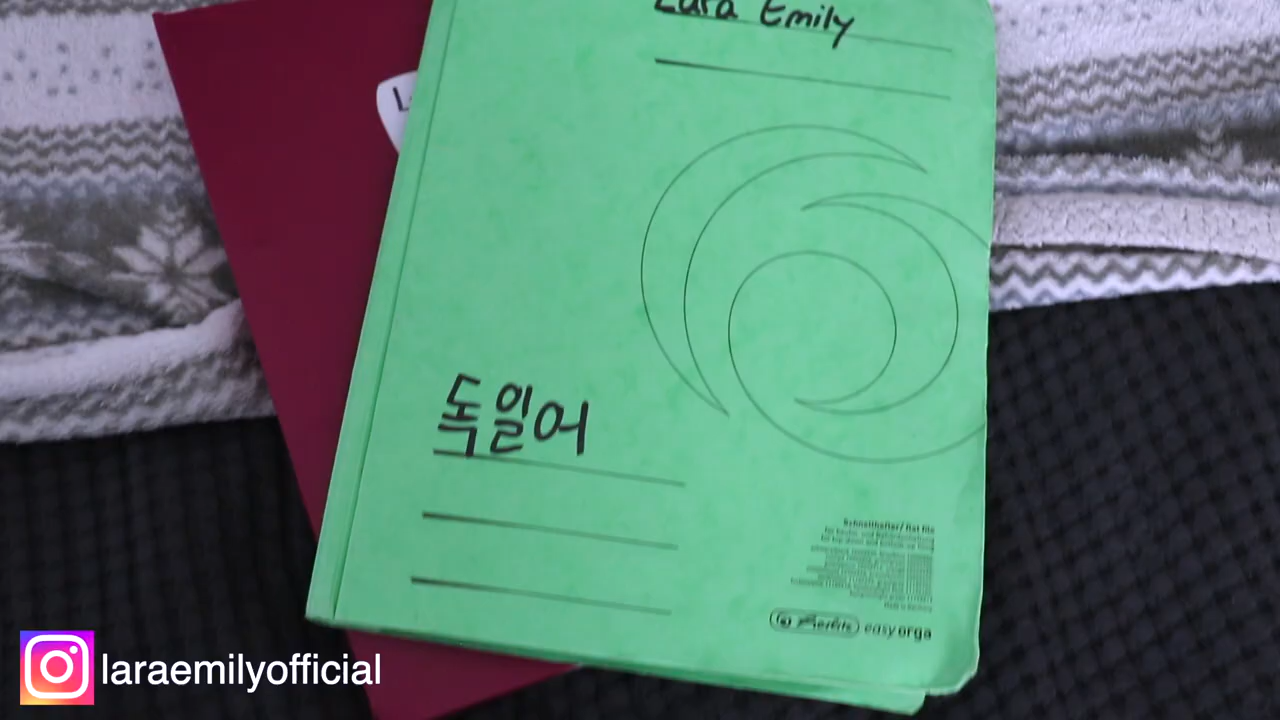 Lara Emily
L
독일어
Schnellhefter/ flat file
Herlitz easy orga
laraemilyofficial